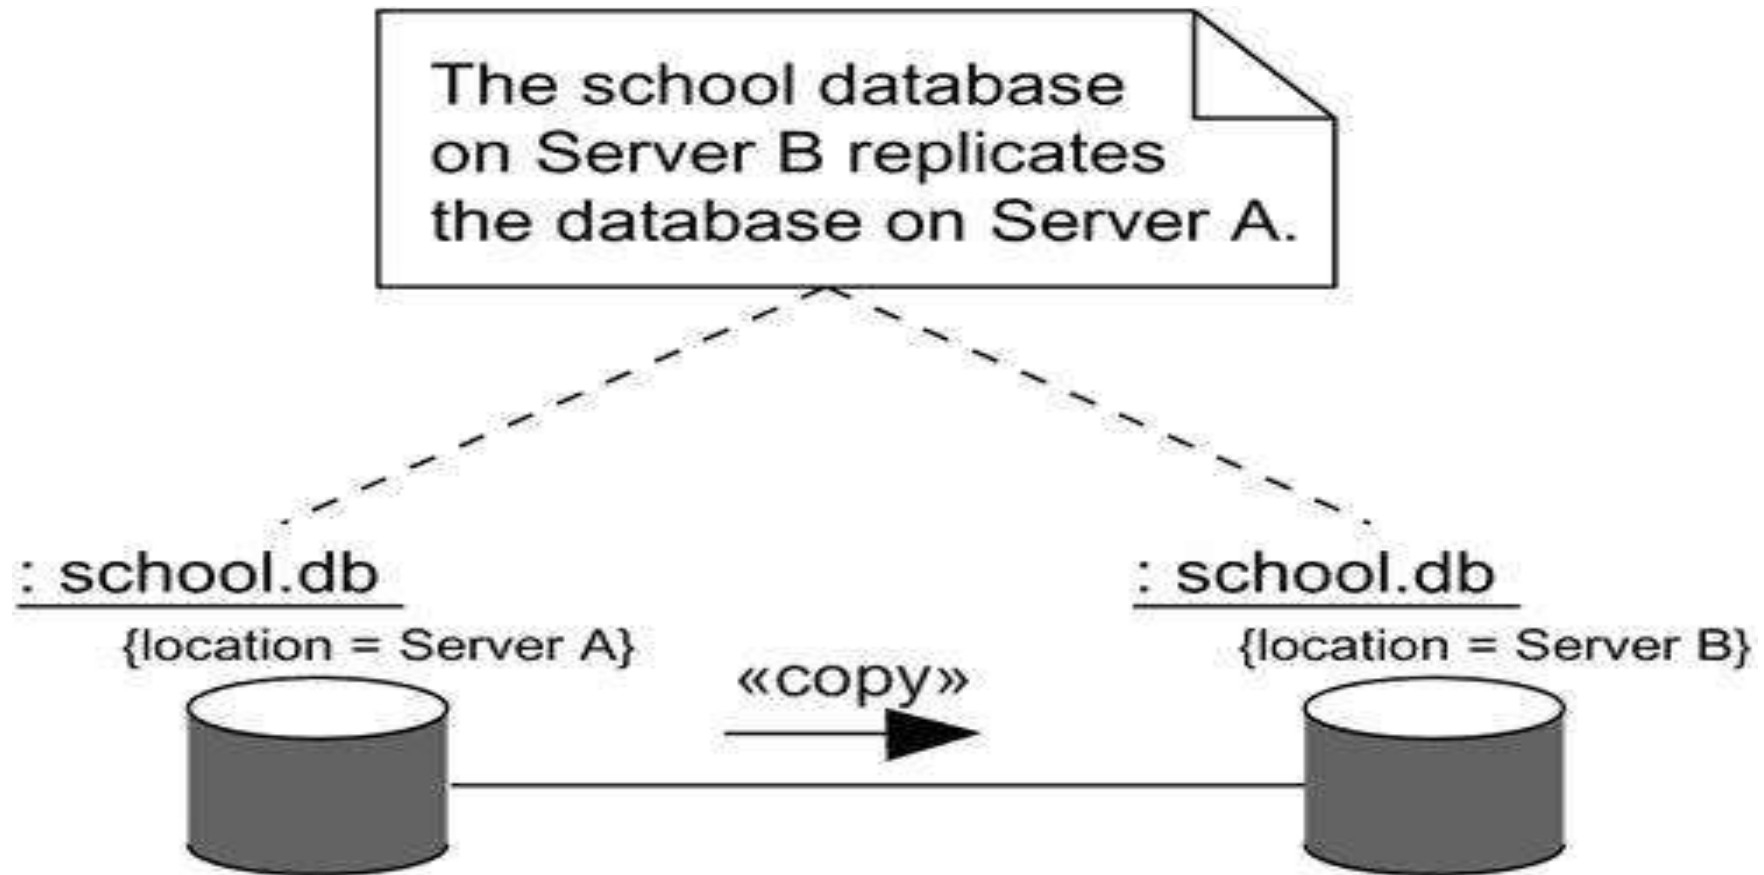 The school database
on Server B replicates
the database on Server A.
: school.db
{location = Server A}
«copy»
: school.db
{location = Server B}